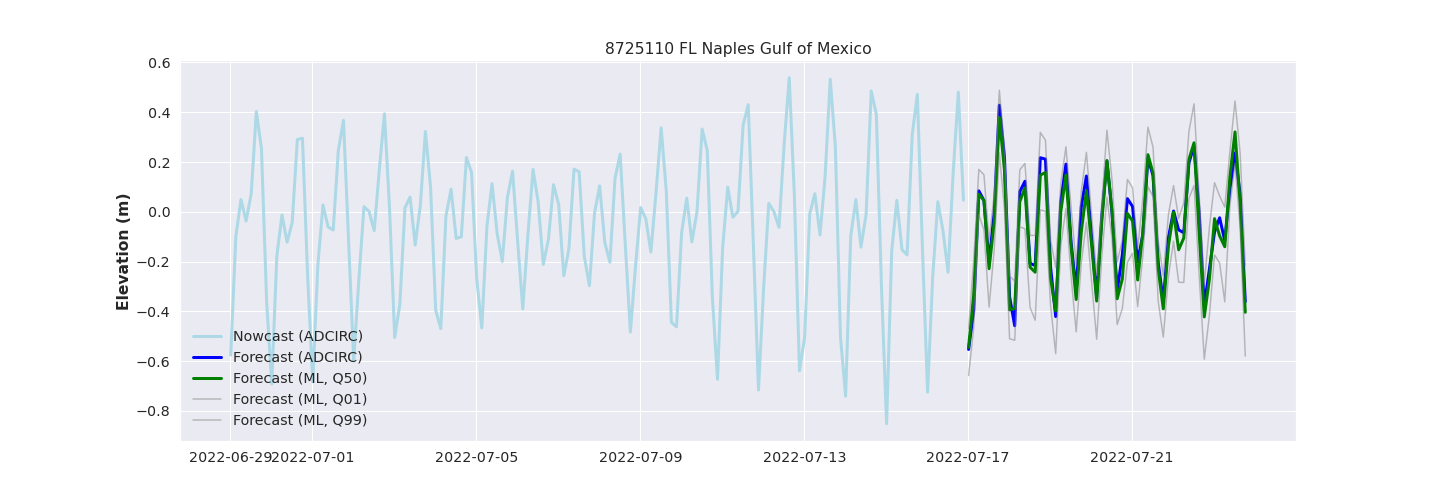 8725110 FL Naples Gulf of Mexico
Elevation (m)
0.6
0.4
0.2
0.0
−0.2
−0.4
−0.6
−0.8
Nowcast (ADCIRC)
Forecast (ADCIRC)
Forecast (ML, Q50)
Forecast (ML, Q01)
Forecast (ML, Q99)
2022-06-29 2022-07-01 2022-07-05 2022-07-09 2022-07-13 2022-07-17 2022-07-21